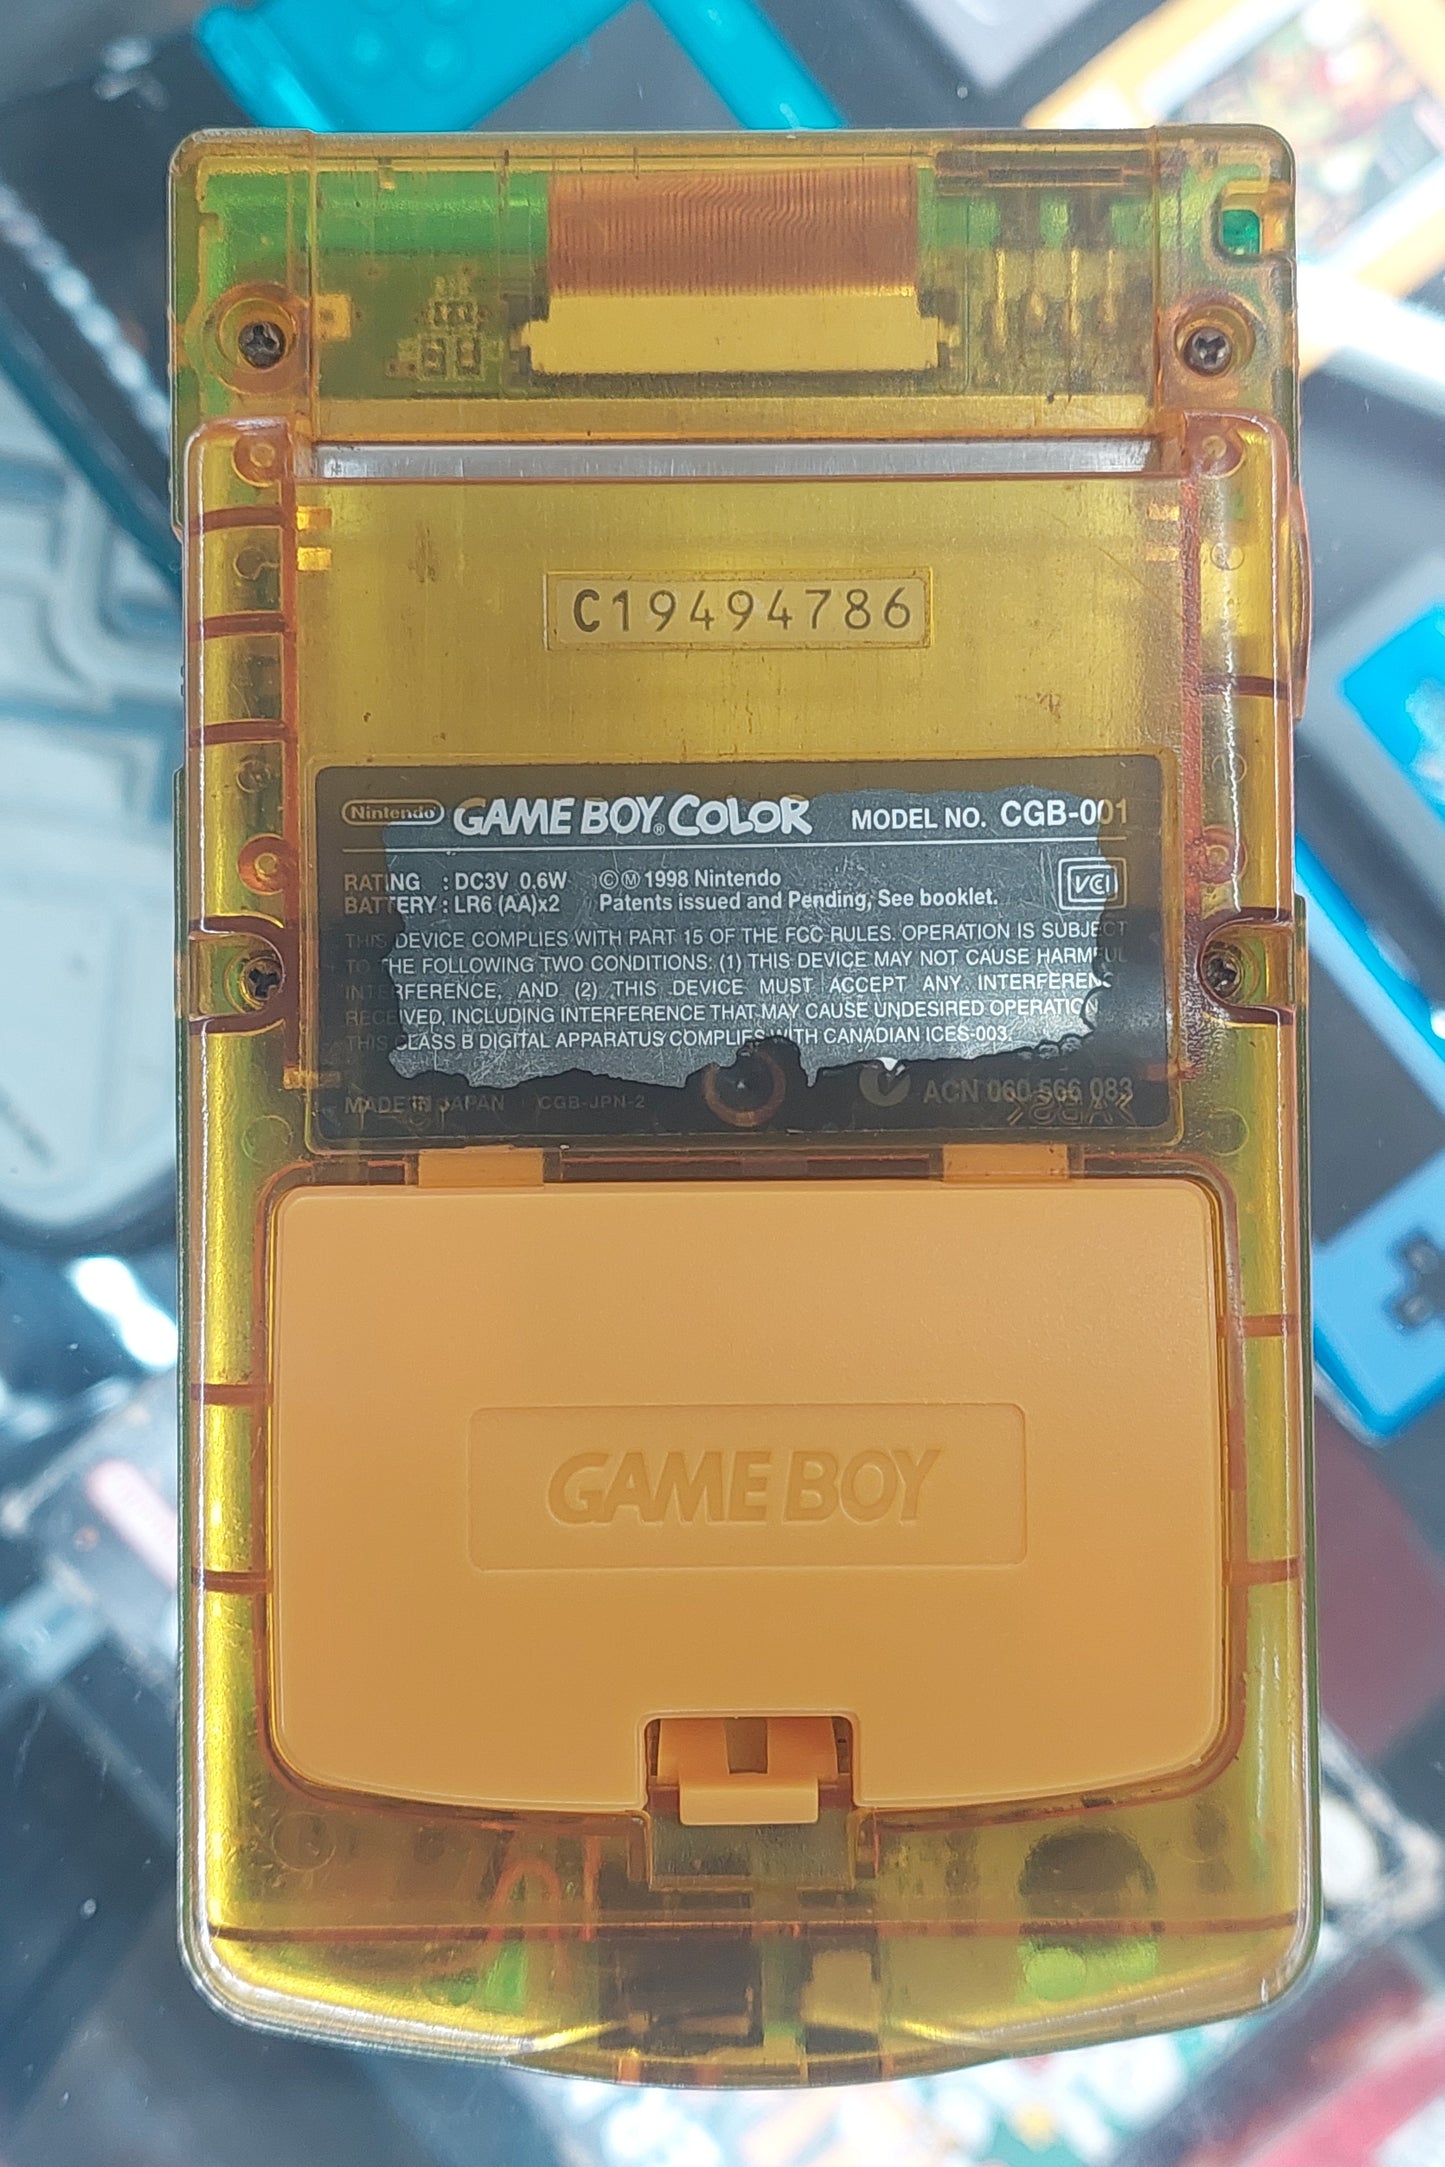 C19494786
Nintendo GAME BOY® COLOR MODEL NO. CGB-001
RATING : DC3V 0.6W ©Ⓜ 1998 Nintendo
BATTERY : LR6 (AA)x2 Patents issued and Pending, See booklet.
VCI
THIS DEVICE COMPLIES WITH PART 15 OF THE FCC RULES. OPERATION IS SUBJECT
TO THE FOLLOWING TWO CONDITIONS: (1) THIS DEVICE MAY NOT CAUSE HARMFUL
INTERFERENCE, AND (2) THIS DEVICE MUST ACCEPT ANY INTERFERENC
RECEIVED, INCLUDING INTERFERENCE THAT MAY CAUSE UNDESIRED OPERATION
THIS CLASS B DIGITAL APPARATUS COMPLIES WITH CANADIAN ICES-003.
MADE IN JAPAN CGB-JPN-2 ACN 060 566 083
GAME BOY